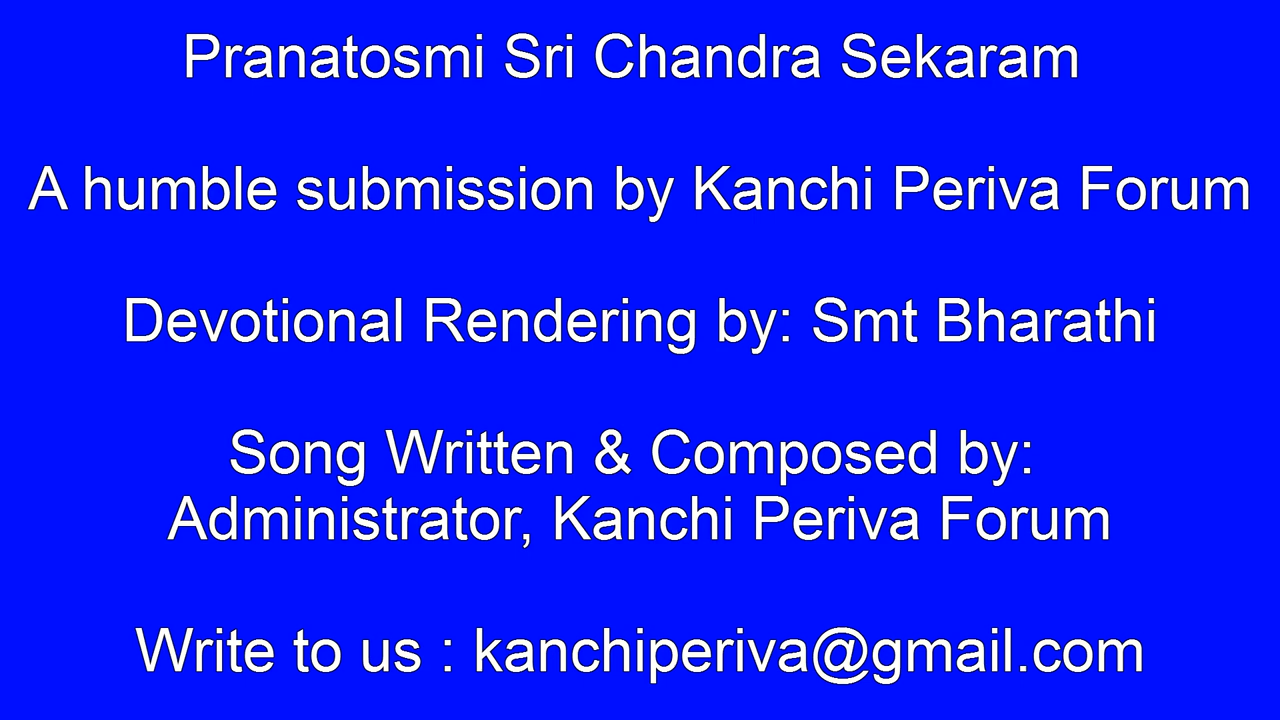 Pranatosmi Sri Chandra Sekaram
A humble submission by Kanchi Periva Forum
Devotional Rendering by: Smt Bharathi
Song Written & Composed by:
Administrator, Kanchi Periva Forum
Write to us : kanchiperiva@gmail.com